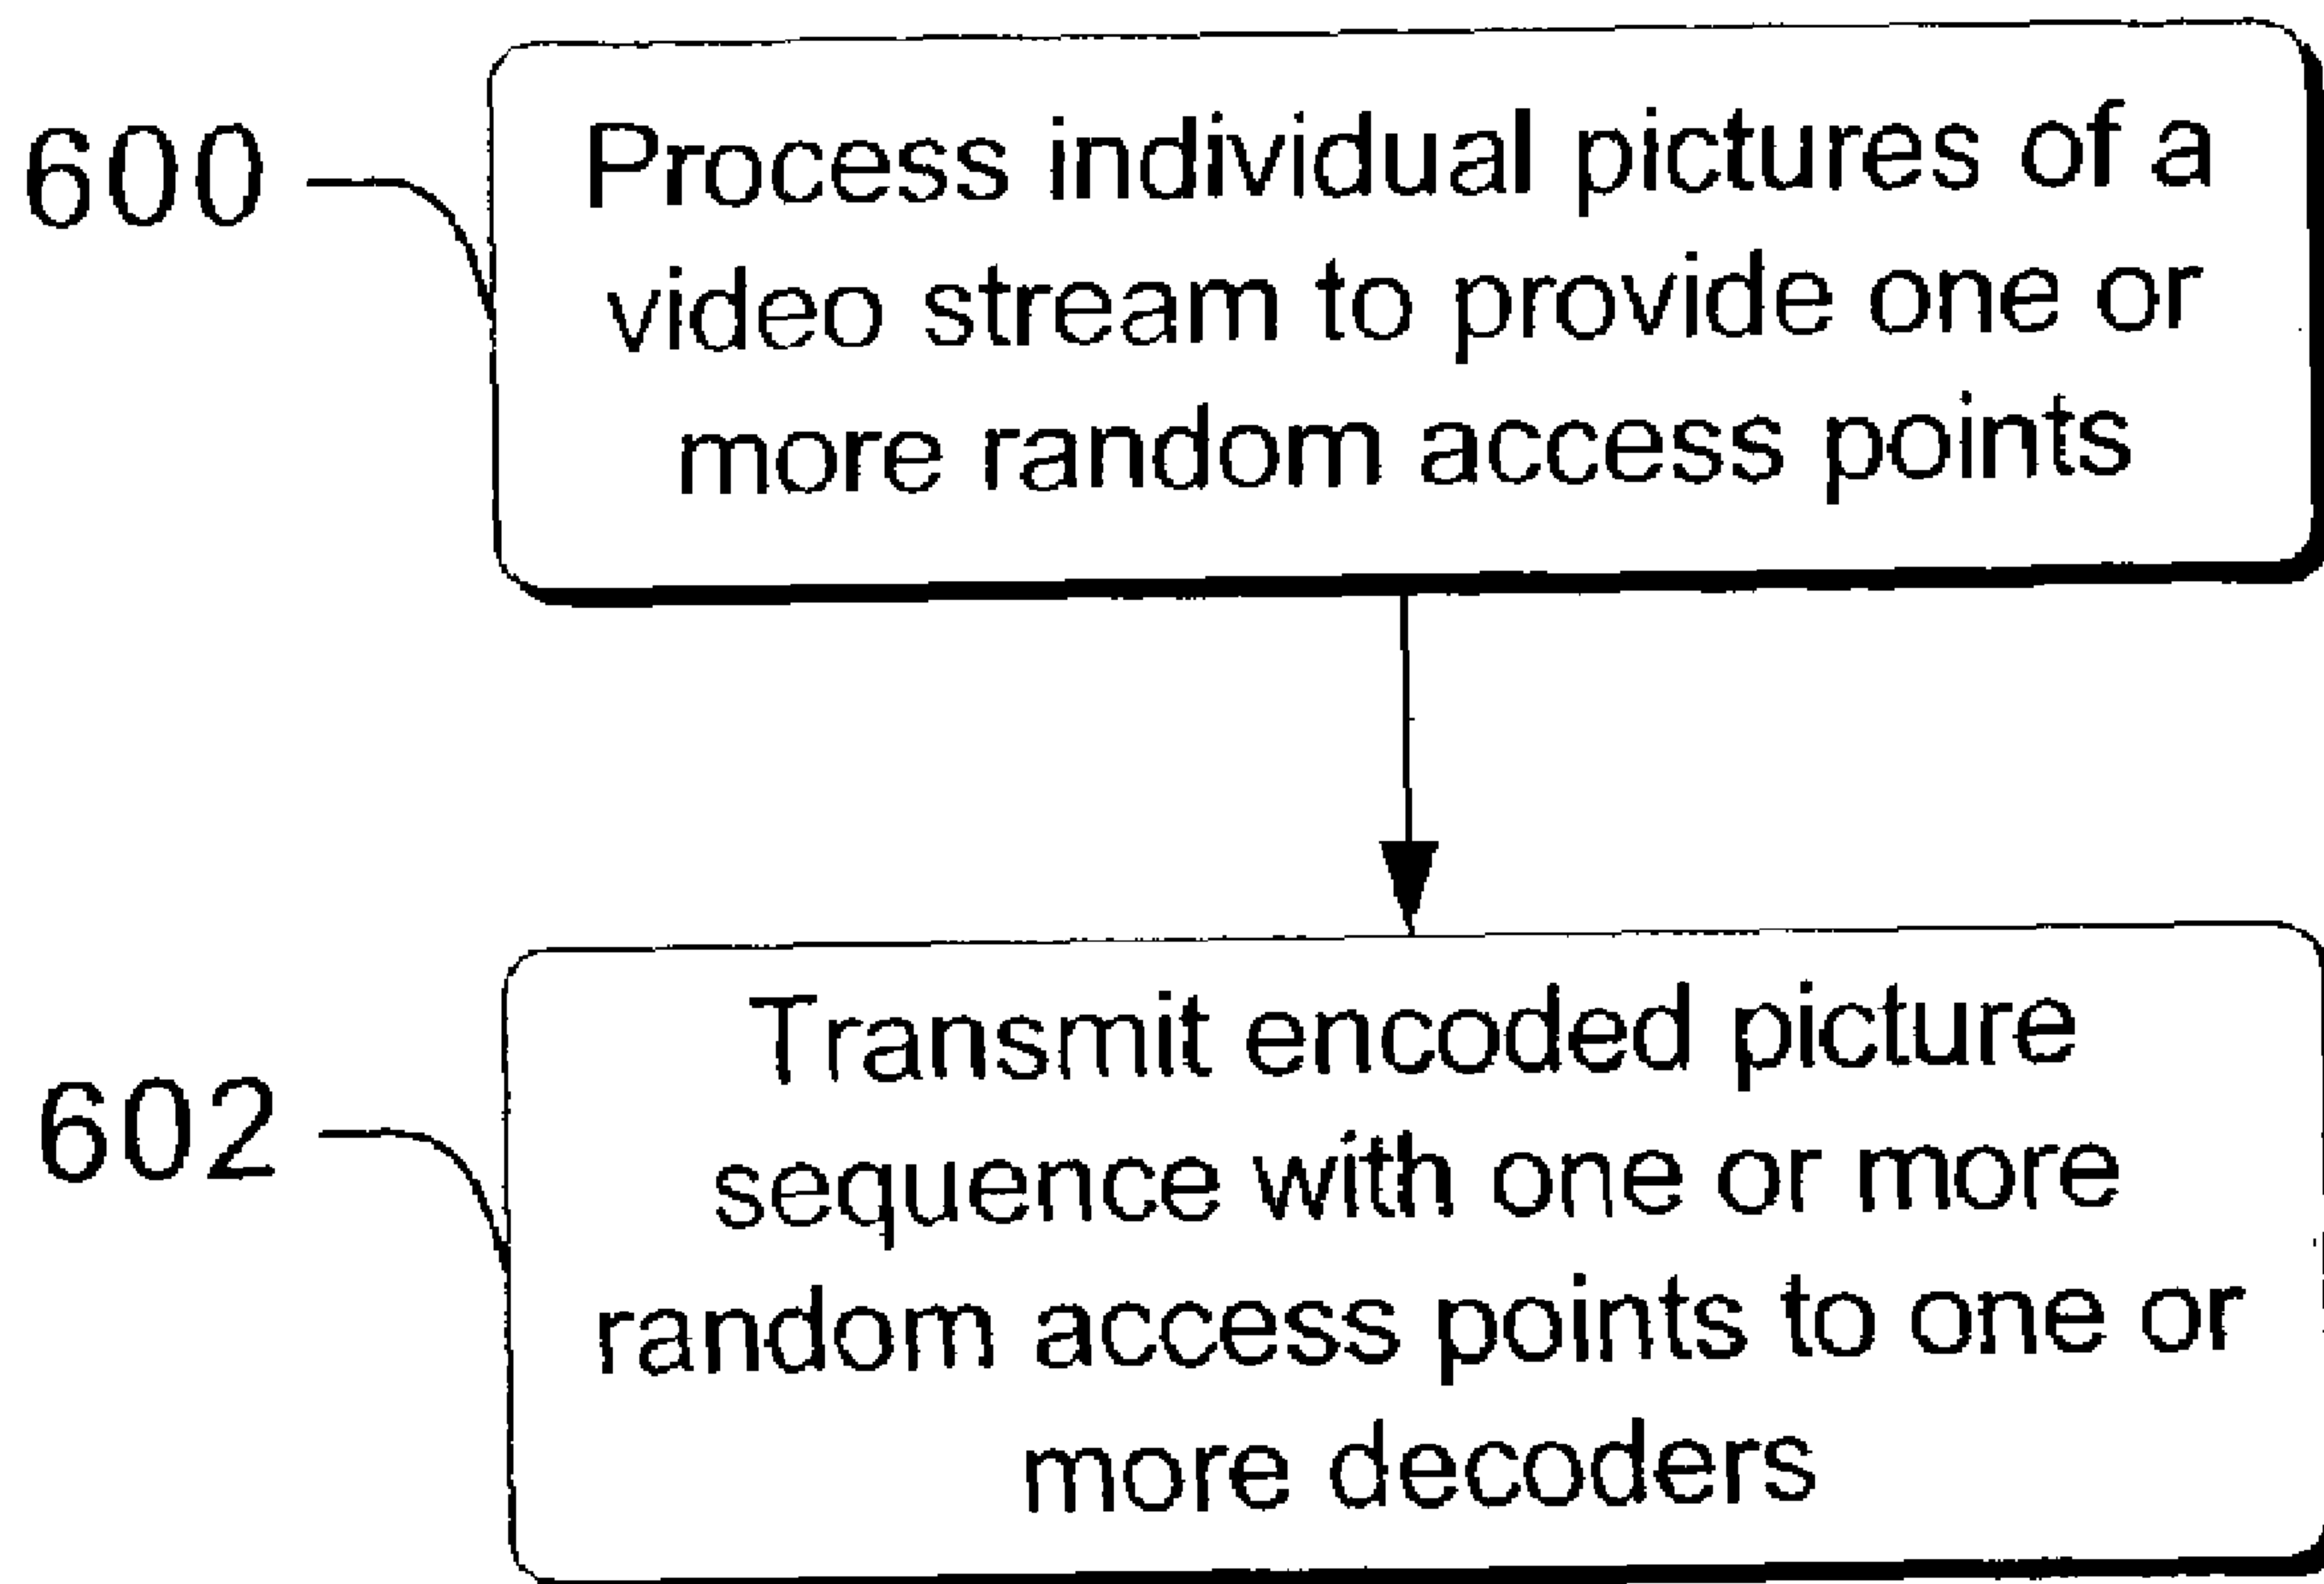 600
Process individual pictures of a
video stream to provide one or
more random access points
602
Transmit encoded picture
sequence with one or more
random access points to one or
more decoders